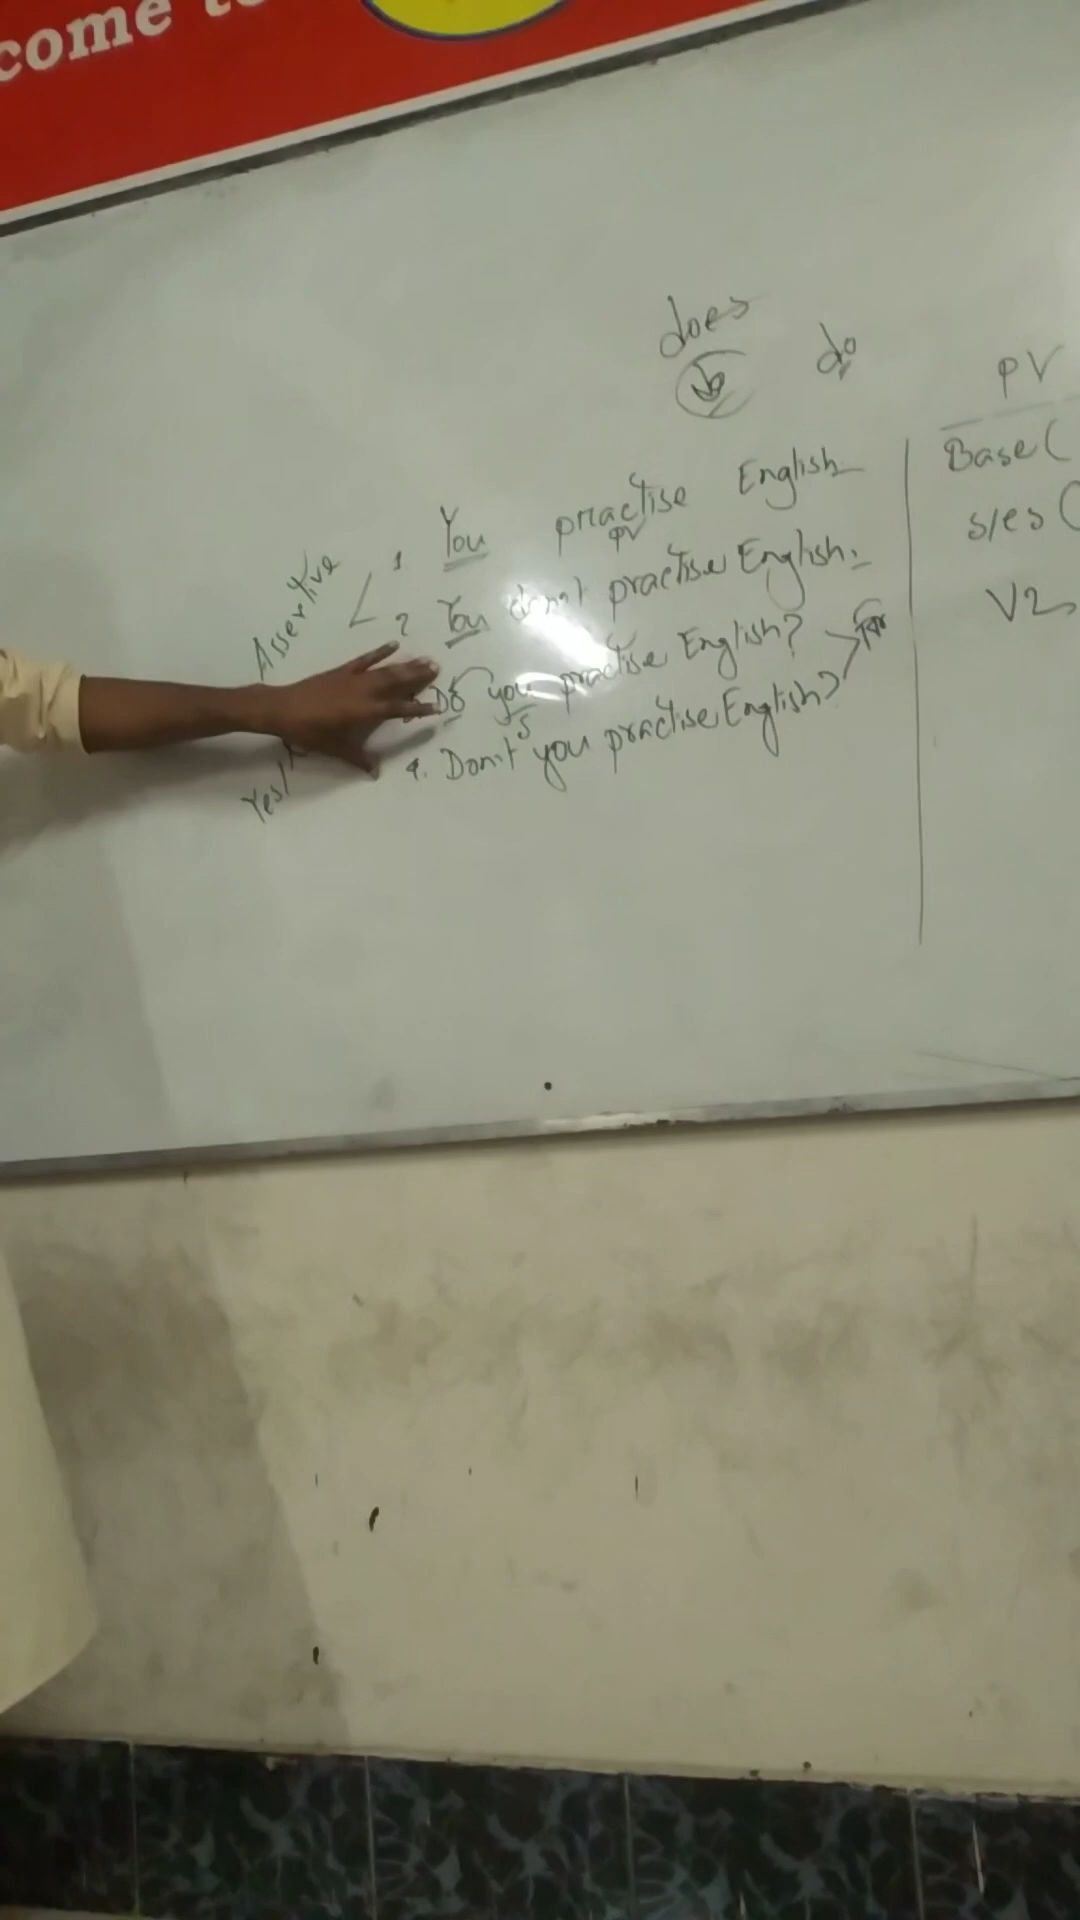 come to
does
do
PV
Base(
s/es (
V2
Assertive
1 You practise English
PV
2 You don't practise English.
Do you practise English?
S
4. Don't you practise English?
Yes/